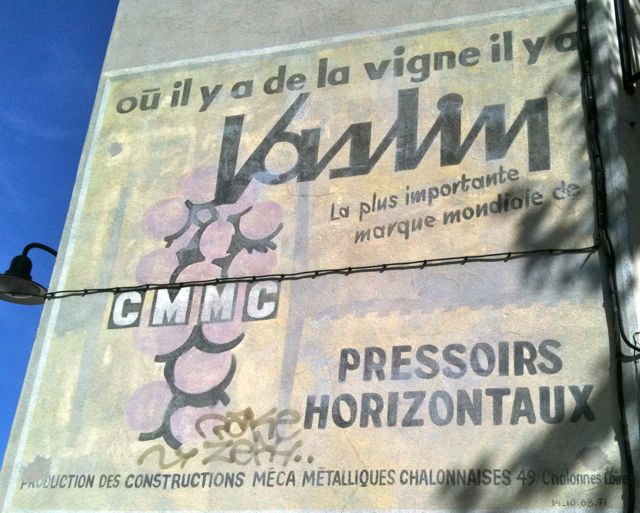 où il y a de la vigne il y a
Vaslin
La plus importante
marque mondiale de
CMMC
PRESSOIRS
HORIZONTAUX
PRODUCTION DES CONSTRUCTIONS MÉCA MÉTALLIQUES CHALONNAISES 49 Chalonnes